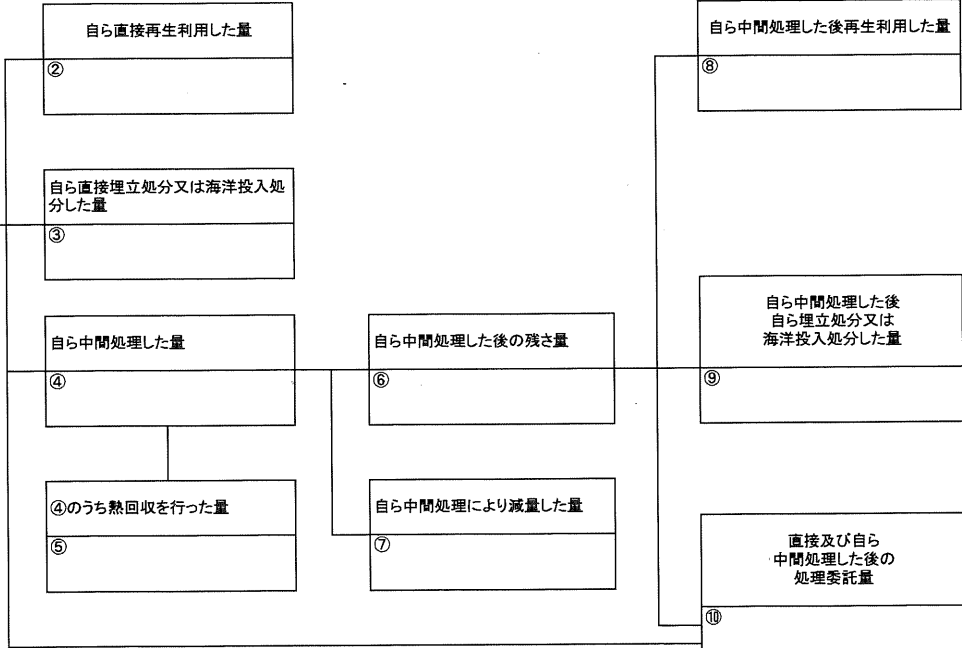 自ら直接再生利用した量
②
自ら直接埋立処分又は海洋投入処
分した量
③
自ら中間処理した量
④
④のうち熱回収を行った量
⑤
自ら中間処理した後の残さ量
⑥
自ら中間処理により減量した量
⑦
自ら中間処理した後再生利用した量
⑧
自ら中間処理した後
自ら埋立処分又は
海洋投入処分した量
⑨
直接及び自ら
中間処理した後の
処理委託量
⑩